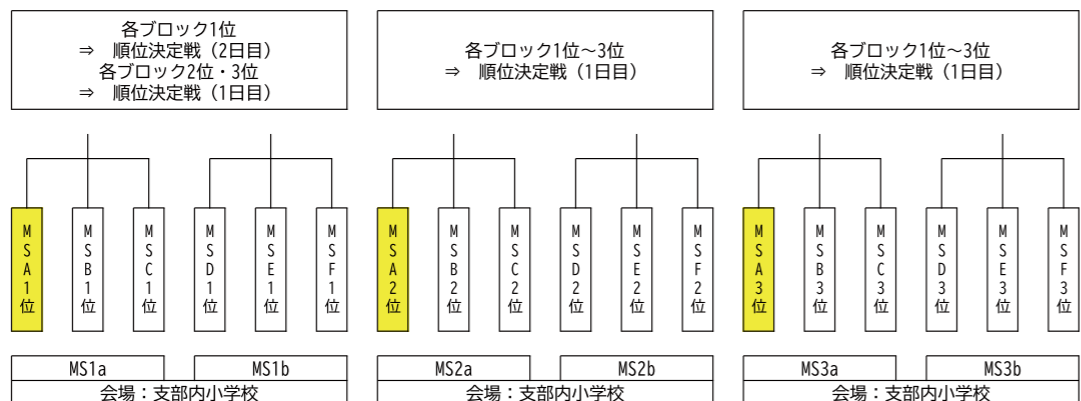 各ブロック1位
⇒ 順位決定戦（2日目）
各ブロック2位・3位
⇒ 順位決定戦（1日目）
各ブロック1位～3位
⇒ 順位決定戦（1日目）
各ブロック1位～3位
⇒ 順位決定戦（1日目）
MSA1位
MSB1位
MSC1位
MSD1位
MSE1位
MSF1位
MSA2位
MSB2位
MSC2位
MSD2位
MSE2位
MSF2位
MSA3位
MSB3位
MSC3位
MSD3位
MSE3位
MSF3位
MS1a
MS1b
MS2a
MS2b
MS3a
MS3b
会場：支部内小学校
会場：支部内小学校
会場：支部内小学校